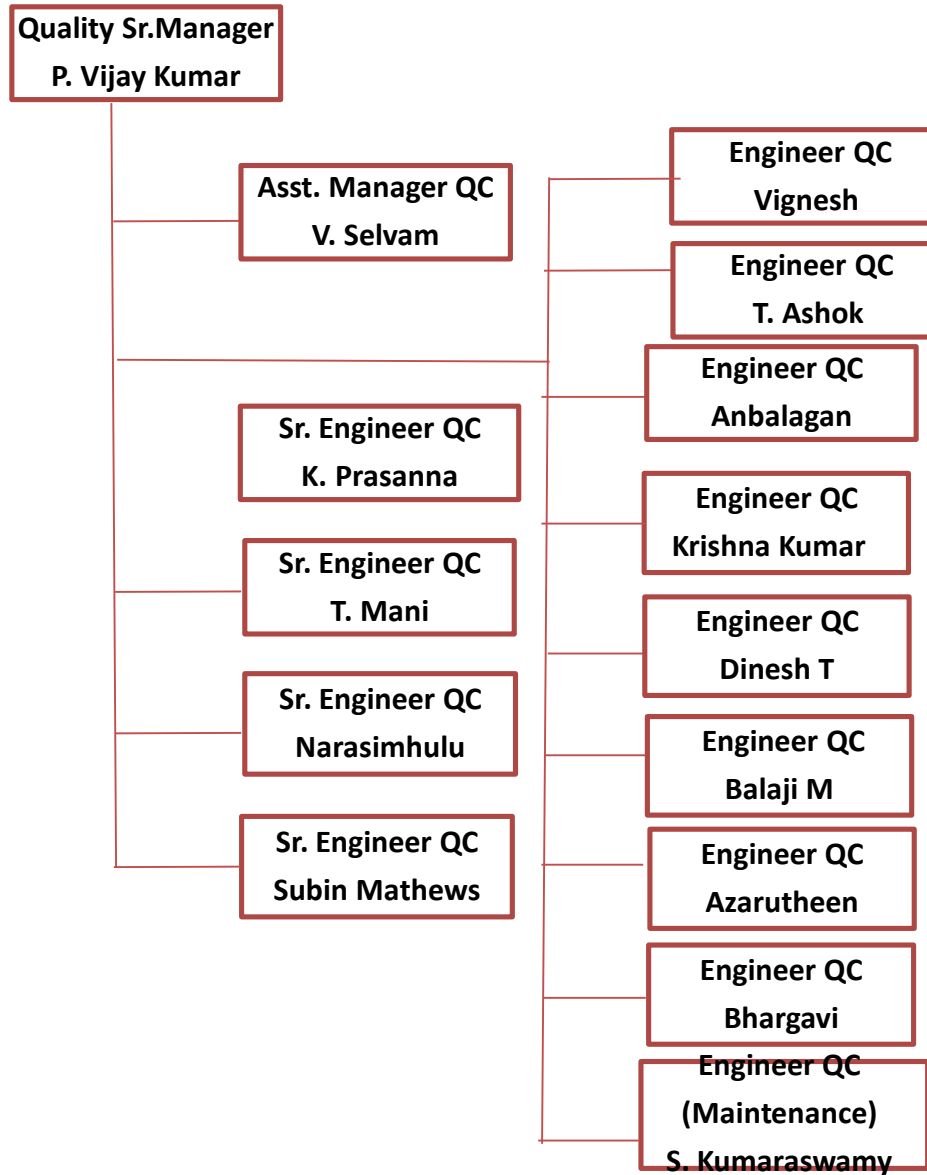 Quality Sr.Manager
P. Vijay Kumar
Asst. Manager QC
V. Selvam
Sr. Engineer QC
K. Prasanna
Sr. Engineer QC
T. Mani
Sr. Engineer QC
Narasimhulu
Sr. Engineer QC
Subin Mathews
Engineer QC
Vignesh
Engineer QC
T. Ashok
Engineer QC
Anbalagan
Engineer QC
Krishna Kumar
Engineer QC
Dinesh T
Engineer QC
Balaji M
Engineer QC
Azarutheen
Engineer QC
Bhargavi
Engineer QC
(Maintenance)
S. Kumaraswamy